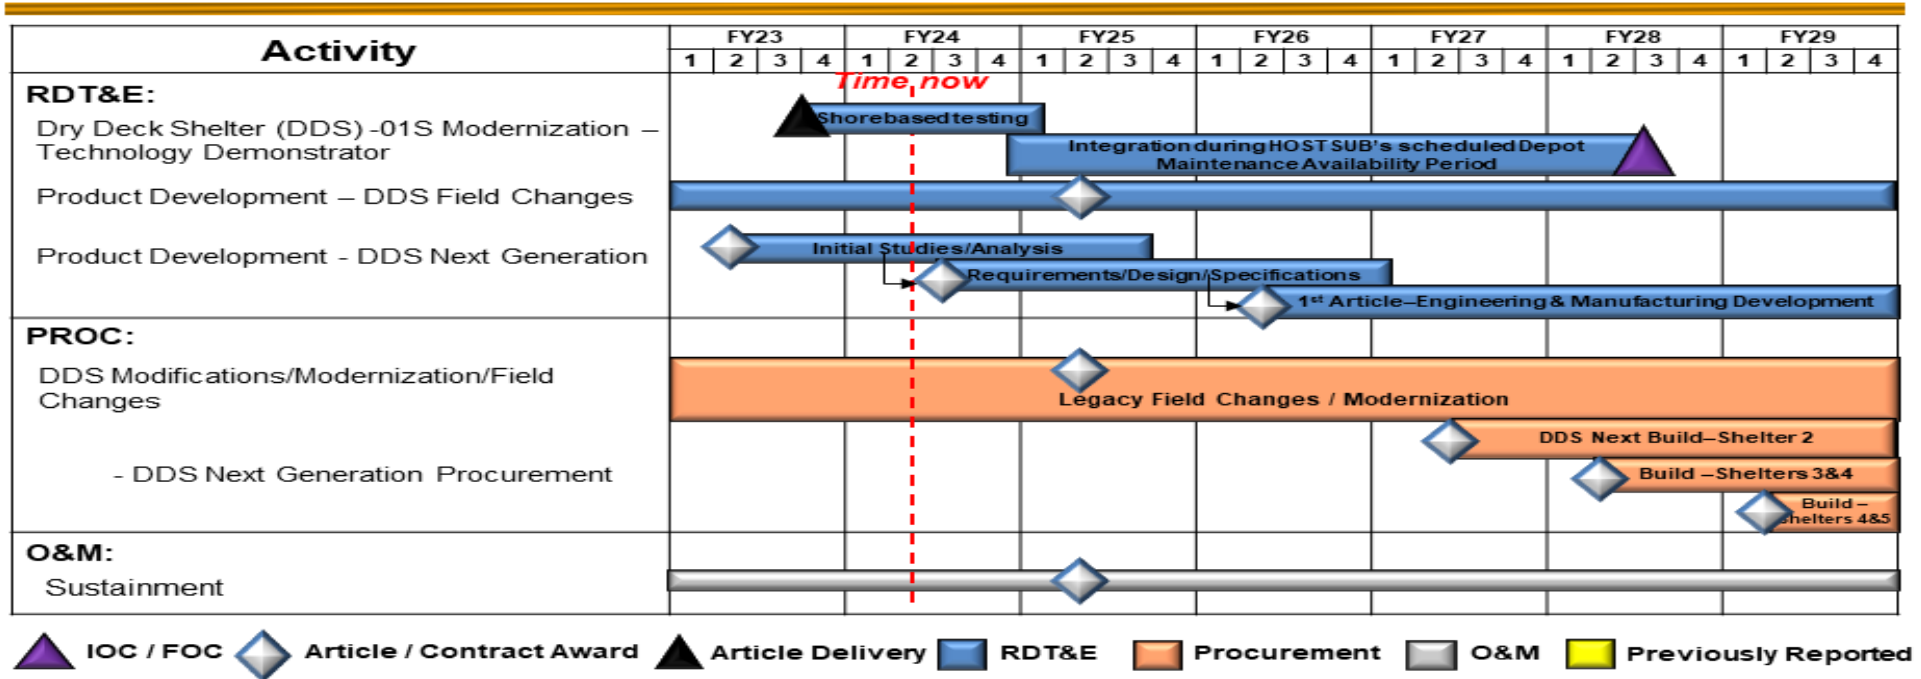 Activity
FY23 FY24 FY25 FY26 FY27 FY28 FY29
1 2 3 4 1 2 3 4 1 2 3 4 1 2 3 4 1 2 3 4 1 2 3 4 1 2 3 4
Time now
RDT&E:
Dry Deck Shelter (DDS) -01S Modernization –
Technology Demonstrator
Shorebased testing
Integration during HOST SUB's scheduled Depot
Maintenance Availability Period
Product Development – DDS Field Changes
Product Development - DDS Next Generation
Initial Studies/Analysis
Requirements/Design/Specifications
1st Article–Engineering & Manufacturing Development
PROC:
DDS Modifications/Modernization/Field
Changes
Legacy Field Changes / Modernization
DDS Next Build–Shelter 2
- DDS Next Generation Procurement
Build –Shelters 3&4
Build –
Shelters 4&5
O&M:
Sustainment
IOC / FOC Article / Contract Award Article Delivery RDT&E Procurement O&M Previously Reported